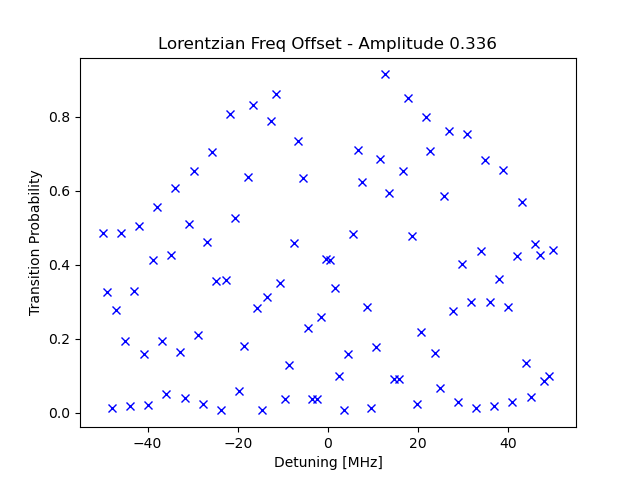 Lorentzian Freq Offset - Amplitude 0.336
Transition Probability
0.8
0.6
0.4
0.2
0.0
−40 −20 0 20 40
Detuning [MHz]